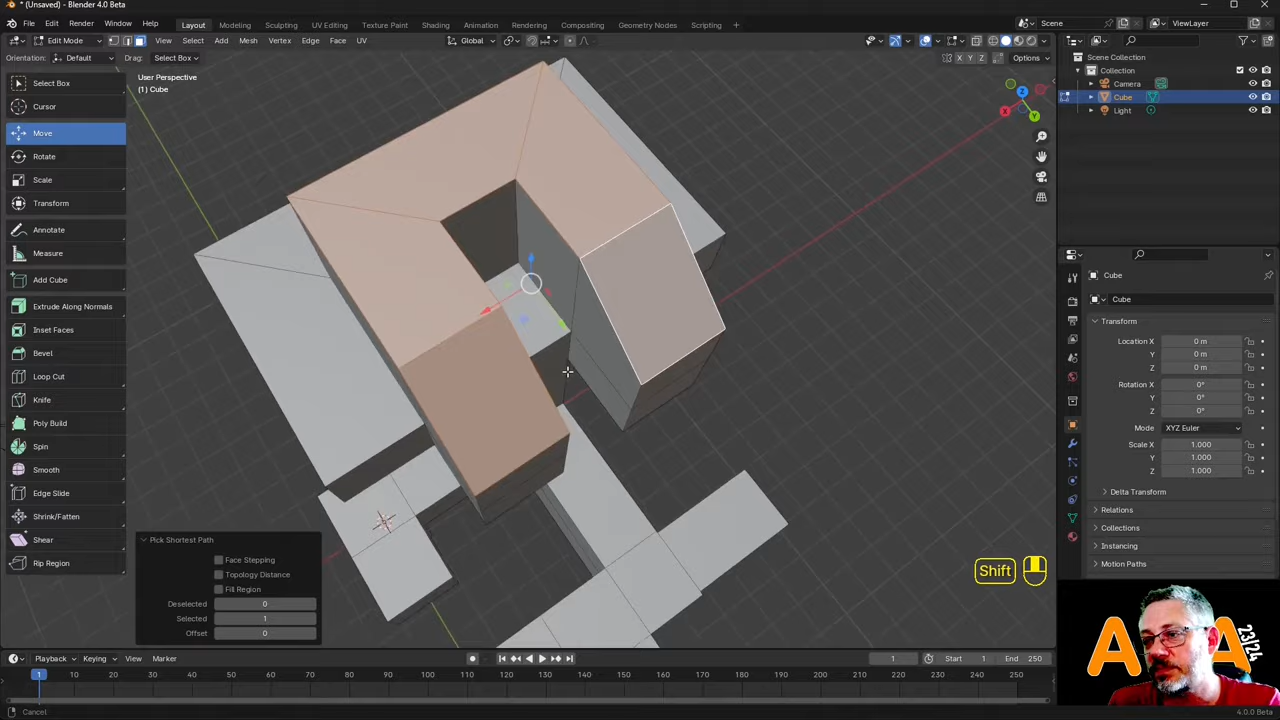 * (Unsaved) - Blender 4.0 Beta
File Edit Render Window Help Layout Modeling Sculpting UV Editing Texture Paint Shading Animation Rendering Compositing Geometry Nodes Scripting + Scene ViewLayer
Edit Mode View Select Add Mesh Vertex Edge Face UV Global X Y Z Options
Orientation: Default Drag: Select Box
User Perspective
(1) Cube
Select Box
Cursor
Move
Rotate
Scale
Transform
Annotate
Measure
Add Cube
Extrude Along Normals
Inset Faces
Bevel
Loop Cut
Knife
Poly Build
Spin
Smooth
Edge Slide
Shrink/Fatten
Shear
Rip Region
Z
X
Y
Pick Shortest Path
Face Stepping
Topology Distance
Fill Region
Deselected 0
Selected 1
Offset 0
Shift
Scene Collection
Collection
Camera
Cube
Light
Cube
Cube
Transform
Location X 0 m
Y 0 m
Z 0 m
Rotation X 0°
Y 0°
Z 0°
Mode XYZ Euler
Scale X 1.000
Y 1.000
Z 1.000
Delta Transform
Relations
Collections
Instancing
Motion Paths
A A 23/24
Playback Keying View Marker 1 Start 1 End 250
1 10 20 30 40 50 60 70 80 90 100 110 120 130 140 150 160 170 180 190 200 210 220 230 240 250
Cancel 4.0.0 Beta